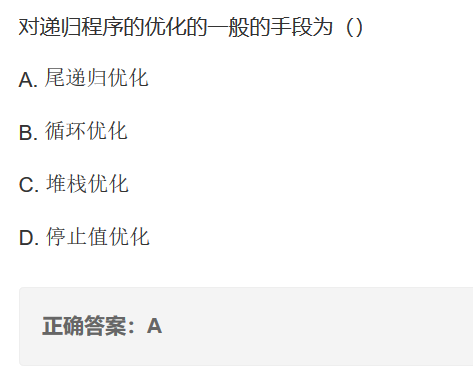 对递归程序的优化的一般的手段为（）
A. 尾递归优化
B. 循环优化
C. 堆栈优化
D. 停止值优化
正确答案：A